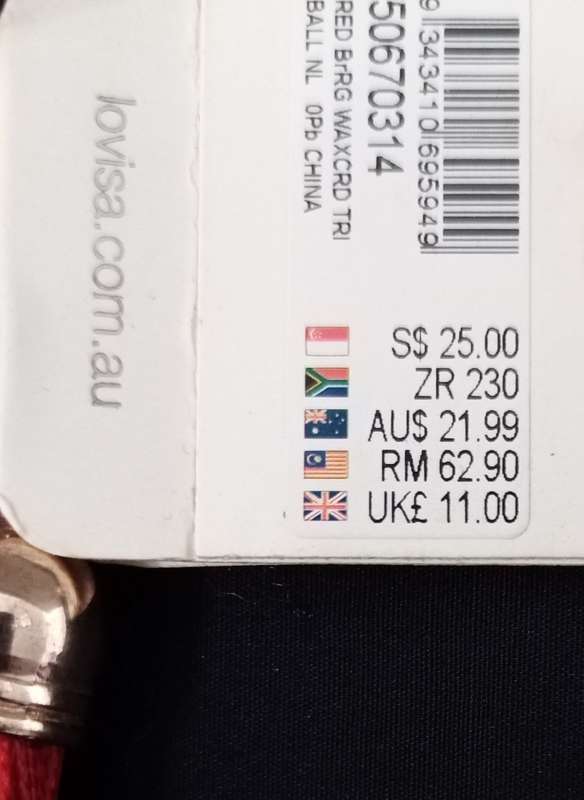 lovisa.com.au
9 343410 695949
50670314
RED BrRG WAXCRD TRI
BALL NL 0Pb CHINA
S$ 25.00
ZR 230
AU$ 21.99
RM 62.90
UK£ 11.00